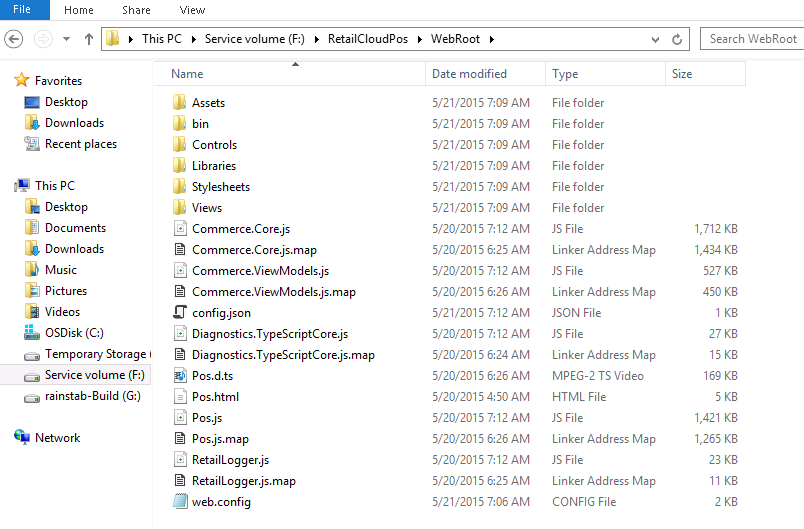 File Home Share View
This PC Service volume (F:) RetailCloudPos WebRoot Search WebRoot
Name Date modified Type Size
Favorites
Desktop
Downloads
Recent places
This PC
Desktop
Documents
Downloads
Music
Pictures
Videos
OSDisk (C:)
Temporary Storage (
Service volume (F:)
rainstab-Build (G:)
Network
Assets 5/21/2015 7:09 AM File folder
bin 5/21/2015 7:09 AM File folder
Controls 5/21/2015 7:09 AM File folder
Libraries 5/21/2015 7:09 AM File folder
Stylesheets 5/21/2015 7:09 AM File folder
Views 5/21/2015 7:09 AM File folder
Commerce.Core.js 5/20/2015 7:12 AM JS File 1,712 KB
Commerce.Core.js.map 5/20/2015 6:25 AM Linker Address Map 1,434 KB
Commerce.ViewModels.js 5/20/2015 7:12 AM JS File 527 KB
Commerce.ViewModels.js.map 5/20/2015 6:26 AM Linker Address Map 450 KB
config.json 5/21/2015 7:12 AM JSON File 1 KB
Diagnostics.TypeScriptCore.js 5/20/2015 7:12 AM JS File 27 KB
Diagnostics.TypeScriptCore.js.map 5/20/2015 6:24 AM Linker Address Map 15 KB
Pos.d.ts 5/20/2015 6:26 AM MPEG-2 TS Video 169 KB
Pos.html 5/20/2015 4:50 AM HTML File 5 KB
Pos.js 5/20/2015 7:12 AM JS File 1,421 KB
Pos.js.map 5/20/2015 6:26 AM Linker Address Map 1,265 KB
RetailLogger.js 5/20/2015 7:12 AM JS File 23 KB
RetailLogger.js.map 5/20/2015 6:25 AM Linker Address Map 11 KB
web.config 5/21/2015 7:06 AM CONFIG File 2 KB